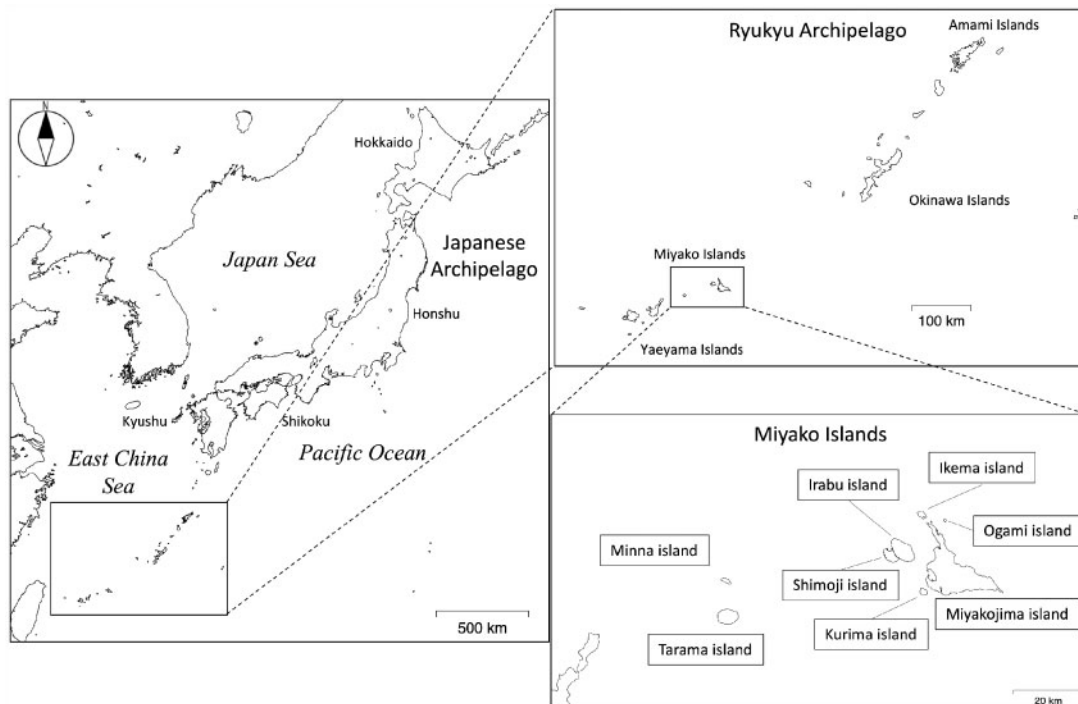 N
Hokkaido
Japan Sea
Japanese
Archipelago
Honshu
Kyushu
Shikoku
Pacific Ocean
East China
Sea
500 km
Ryukyu Archipelago
Amami Islands
Okinawa Islands
Miyako Islands
100 km
Yaeyama Islands
Miyako Islands
Ikema island
Irabu island
Ogami island
Minna island
Shimoji island
Miyakojima island
Kurima island
Tarama island
20 km